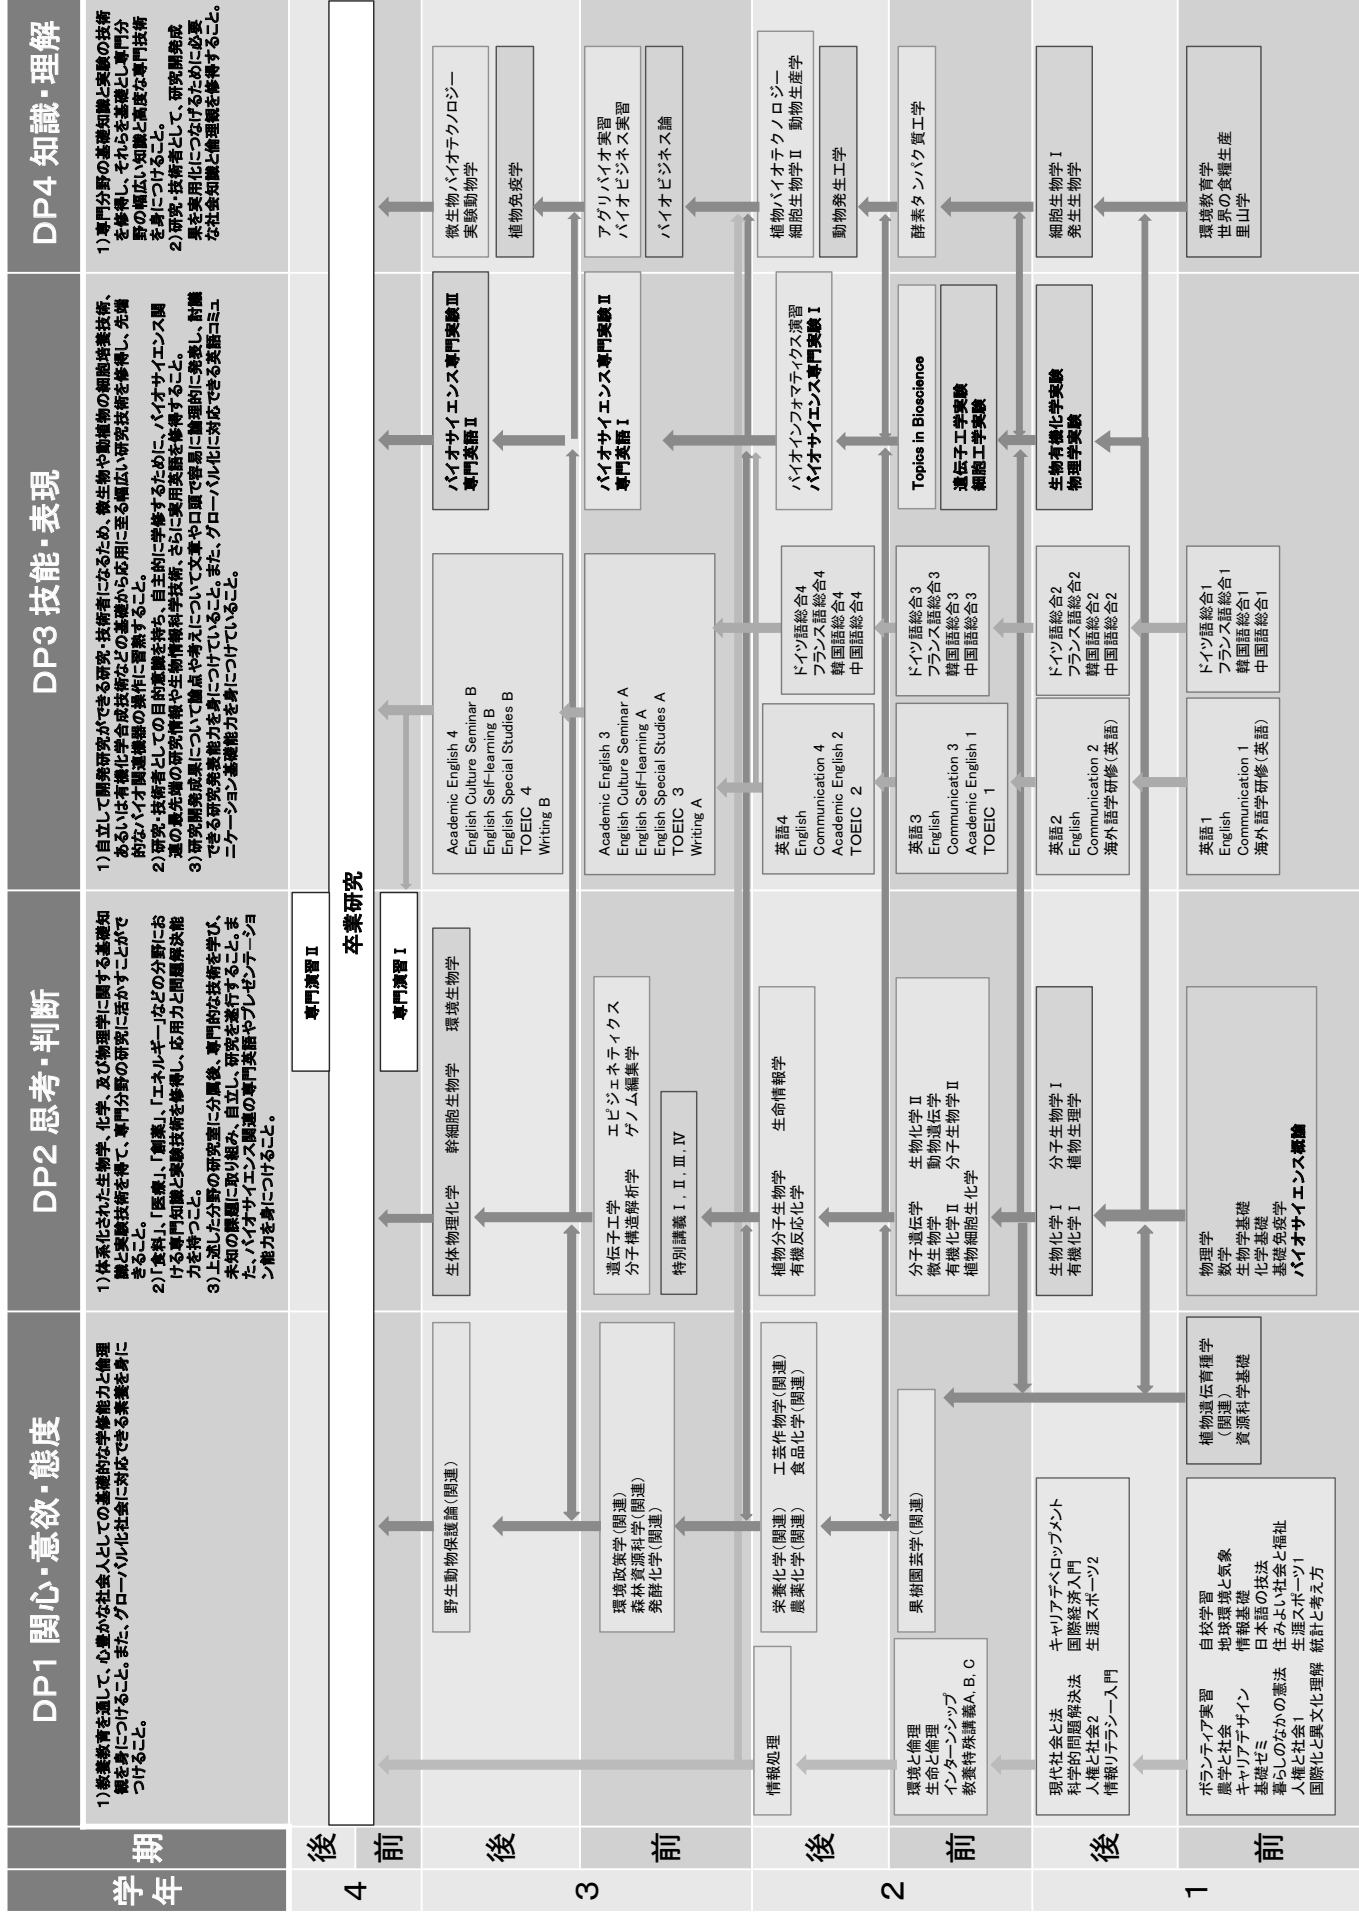 学年
期
DP1 関心・意欲・態度
DP2 思考・判断
DP3 技能・表現
DP4 知識・理解
1)教養教育を通して、心豊かな社会人としての基礎的な学修能力と倫理
観を身につけること。また、グローバル化社会に対応できる素養を身に
つけること。
1)体系化された生物学、化学、及び物理学に関する基礎知
識と実験技術を得て、専門分野の研究に活かすことがで
きること。
2)「食料」、「医療」、「創薬」、「エネルギー」などの分野にお
ける専門知識と実験技術を修得し、応用力と問題解決能
力を持つこと。
3)上述した分野の研究室に分属後、専門的な技術を学び、
未知の課題に取り組み、自立し、研究を遂行すること。ま
た、バイオサイエンス関連の専門英語やプレゼンテーショ
ン能力を身につけること。
1)自立して開発研究ができる研究・技術者になるため、微生物や動植物の細胞培養技術、
あるいは有機化学合成技術などの基礎から応用に至る幅広い研究技術を修得し、先端
的なバイオ関連機器の操作に習熟すること。
2)研究・技術者としての目的意識を持ち、自主的に学修するために、バイオサイエンス関
連の最先端の研究情報や生物情報科学技術、さらに実用英語を修得すること。
3)研究開発成果について論点や考えについて文章や口頭で容易に論理的に発表し、討議
できる研究発表能力を身につけていること。また、グローバル化に対応できる英語コミュ
ニケーション基礎能力を身につけていること。
1)専門分野の基礎知識と実験の技術
を修得し、それらを基礎とし専門分
野の幅広い知識と高度な専門技術
を身につけること。
2)研究・技術者として、研究開発成
果を実用化につなげるために必要
な社会知識と倫理観を修得すること。
4
後
専門演習Ⅱ
卒業研究
前
専門演習Ⅰ
3
後
野生動物保護論(関連)
生体物理化学 幹細胞生物学 環境生物学
Academic English 4
English Culture Seminar B
English Self-learning B
English Special Studies B
TOEIC 4
Writing B
バイオサイエンス専門実験Ⅲ
専門英語Ⅱ
微生物バイオテクノロジー
実験動物学
植物免疫学
前
環境政策学(関連)
森林資源科学(関連)
発酵化学(関連)
遺伝子工学 エピジェネティクス
分子構造解析学 ゲノム編集学
特別講義Ⅰ, Ⅱ, Ⅲ, Ⅳ
Academic English 3
English Culture Seminar A
English Self-learning A
English Special Studies A
TOEIC 3
Writing A
バイオサイエンス専門実験Ⅱ
専門英語Ⅰ
アグリバイオ実習
バイオビジネス実習
バイオビジネス論
2
後
情報処理
栄養化学(関連) 工芸作物学(関連)
農薬化学(関連) 食品化学(関連)
植物分子生物学 生命情報学
有機反応化学
英語4
English
Communication 4
Academic English 2
TOEIC 2
ドイツ語総合4
フランス語総合4
韓国語総合4
中国語総合4
バイオインフォマティクス演習
バイオサイエンス専門実験Ⅰ
植物バイオテクノロジー
細胞生物学Ⅱ 動物生産学
動物発生工学
前
環境と倫理
生命と倫理
インターンシップ
教養特殊講義A, B, C
果樹園芸学(関連)
分子遺伝学 生物化学Ⅱ
微生物学 動物遺伝学
有機化学Ⅱ 分子生物学Ⅱ
植物細胞生化学
英語3
English
Communication 3
Academic English 1
TOEIC 1
ドイツ語総合3
フランス語総合3
韓国語総合3
中国語総合3
Topics in Bioscience
遺伝子工学実験
細胞工学実験
酵素タンパク質工学
1
後
現代社会と法 キャリアデベロップメント
科学的問題解決法 国際経済入門
人権と社会2 生涯スポーツ2
情報リテラシー入門
生物化学Ⅰ 分子生物学Ⅰ
有機化学Ⅰ 植物生理学
英語2
English
Communication 2
海外語学研修(英語)
ドイツ語総合2
フランス語総合2
韓国語総合2
中国語総合2
生物有機化学実験
物理学実験
細胞生物学Ⅰ
発生生物学
前
ボランティア実習 自校学習
農学と社会 地球環境と気象
キャリアデザイン 情報基礎
基礎ゼミ 日本語の技法
暮らしのなかの憲法 住みよい社会と福祉
人権と社会1 生涯スポーツ1
国際化と異文化理解 統計と考え方
植物遺伝育種学
(関連)
資源科学基礎
物理学
数学
生物学基礎
化学基礎
基礎免疫学
バイオサイエンス概論
英語1
English
Communication 1
海外語学研修(英語)
ドイツ語総合1
フランス語総合1
韓国語総合1
中国語総合1
環境教育学
世界の食糧生産
里山学